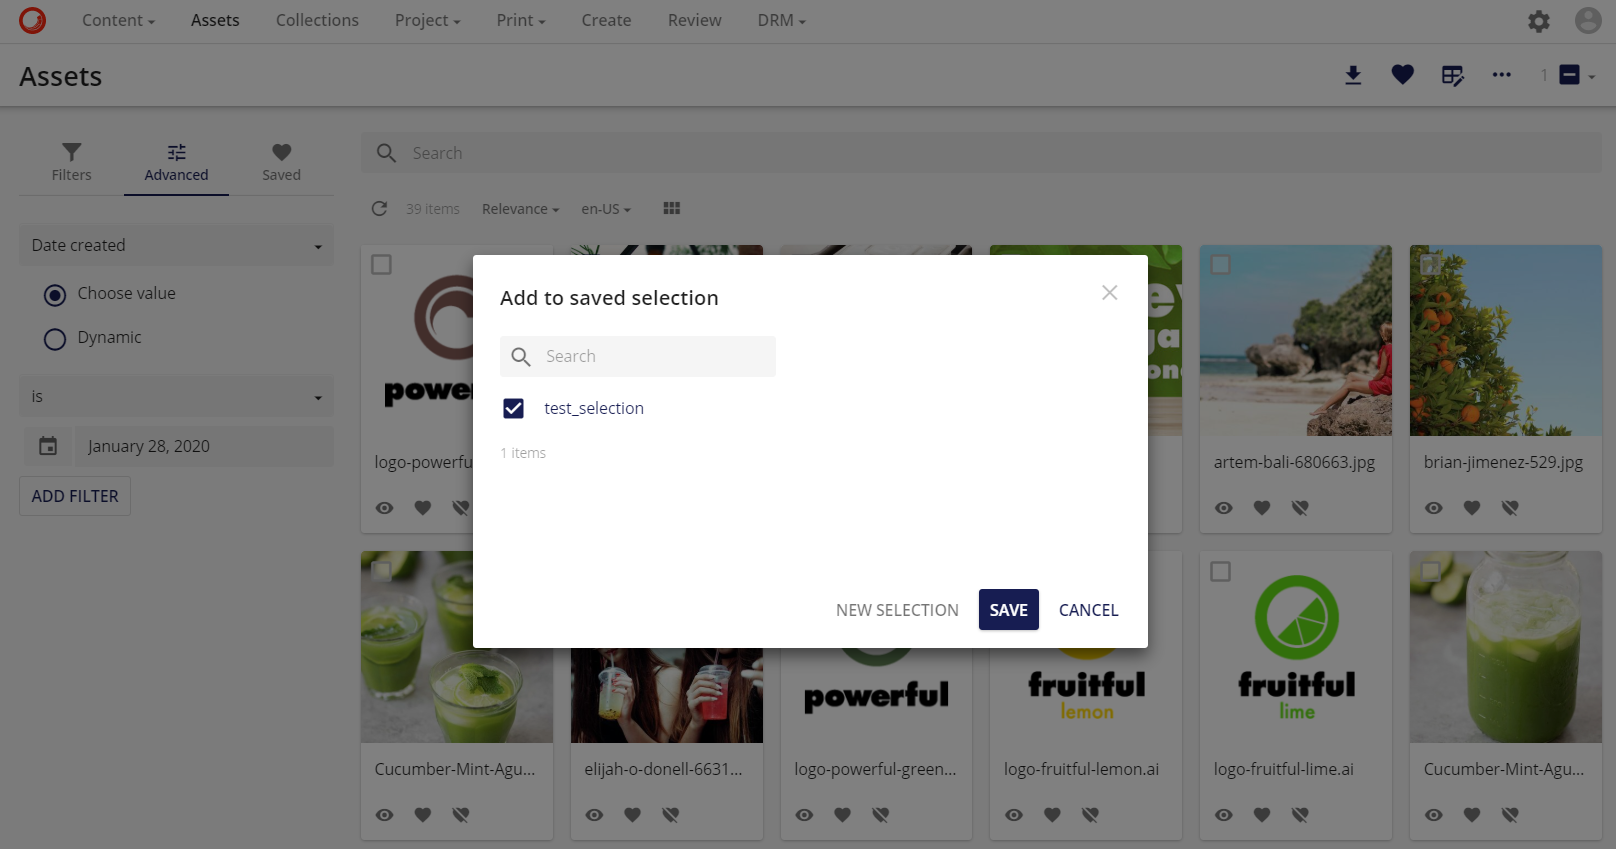 Content Assets Collections Project Print Create Review DRM
Assets
1
Filters Advanced Saved
Search
39 items Relevance en-US
Date created
Choose value
Dynamic
is
January 28, 2020
ADD FILTER
Add to saved selection
Search
test_selection
1 items
NEW SELECTION SAVE CANCEL
logo-powerfu
artem-bali-680663.jpg
brian-jimenez-529.jpg
powerful
fruitful
lemon
fruitful
lime
Cucumber-Mint-Agu...
elijah-o-donell-6631...
logo-powerful-green...
logo-fruitful-lemon.ai
logo-fruitful-lime.ai
Cucumber-Mint-Agu...